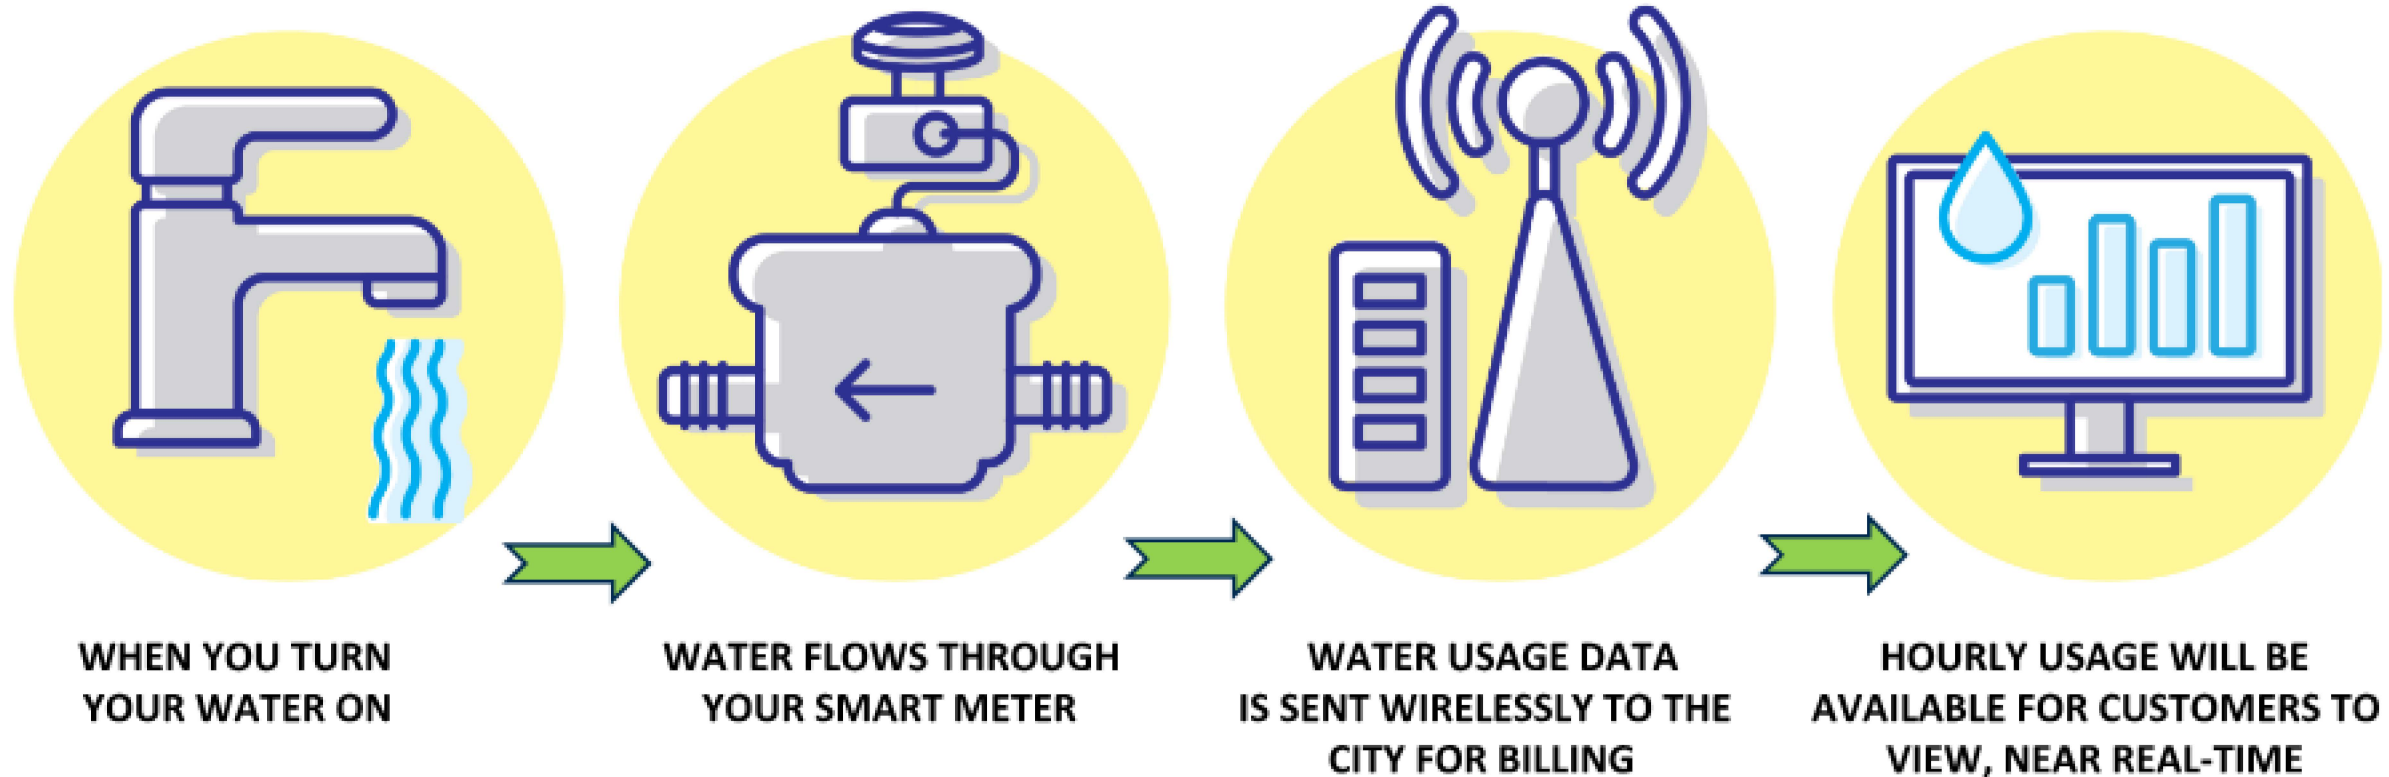 WHEN YOU TURN
YOUR WATER ON
WATER FLOWS THROUGH
YOUR SMART METER
WATER USAGE DATA
IS SENT WIRELESSLY TO THE
CITY FOR BILLING
HOURLY USAGE WILL BE
AVAILABLE FOR CUSTOMERS TO
VIEW, NEAR REAL-TIME